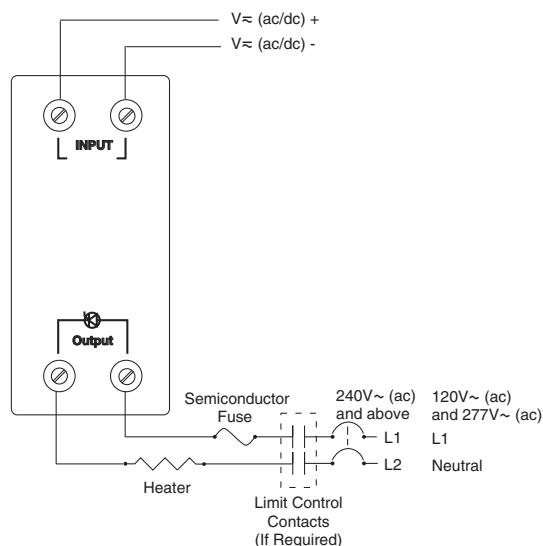 V≂ (ac/dc) +
V≂ (ac/dc) -
INPUT
Output
Semiconductor
Fuse
240V~ (ac)
and above
120V~ (ac)
and 277V~ (ac)
L1
L1
L2
Neutral
Heater
Limit Control
Contacts
(If Required)